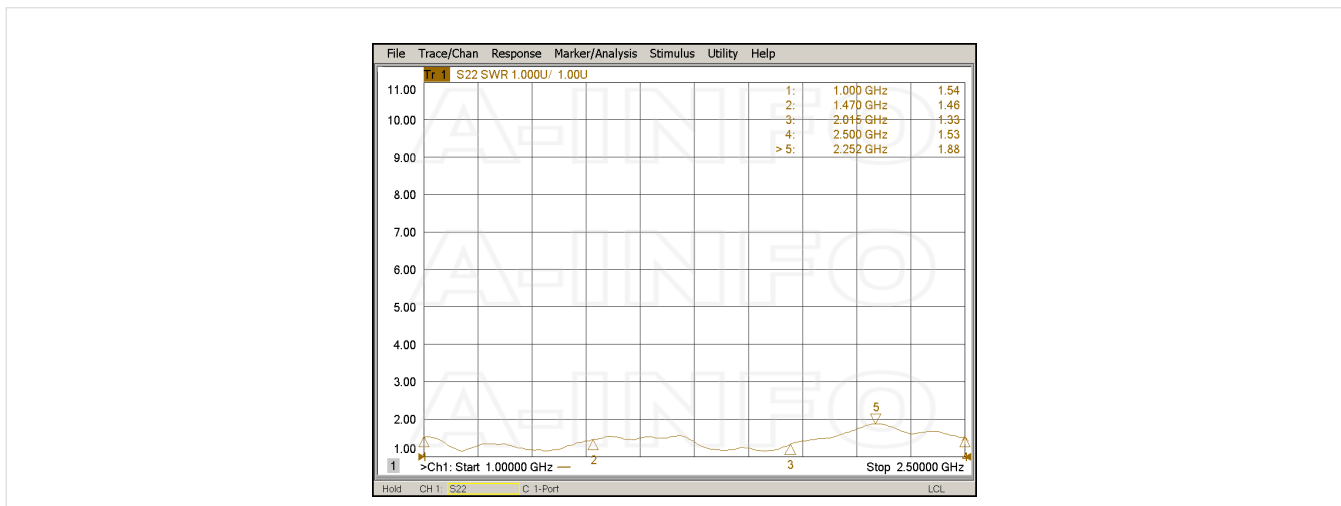 File Trace/Chan Response Marker/Analysis Stimulus Utility Help
Tr 1 S22 SWR 1.000U/ 1.00U
11.00
10.00
9.00
8.00
7.00
6.00
5.00
4.00
3.00
2.00
1.00
1: 1.000 GHz 1.54
2: 1.470 GHz 1.46
3: 2.015 GHz 1.33
4: 2.500 GHz 1.53
> 5: 2.252 GHz 1.88
A-INFO
A-INFO
A-INFO
5
2
3
4
1 >Ch1: Start 1.00000 GHz — Stop 2.50000 GHz
Hold CH 1: S22 C 1-Port LCL